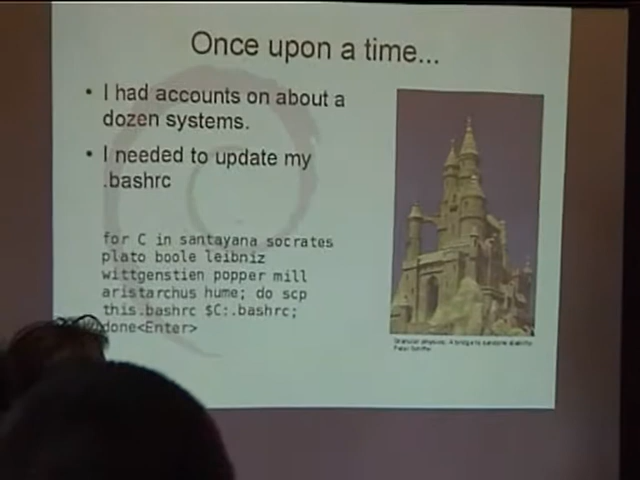 Once upon a time...
• I had accounts on about a
dozen systems.
• I needed to update my
.bashrc
for C in santayana socrates
plato boole leibniz
wittgenstien popper mill
aristarchus hume; do scp
this.bashrc $C:.bashrc;
done<Enter>